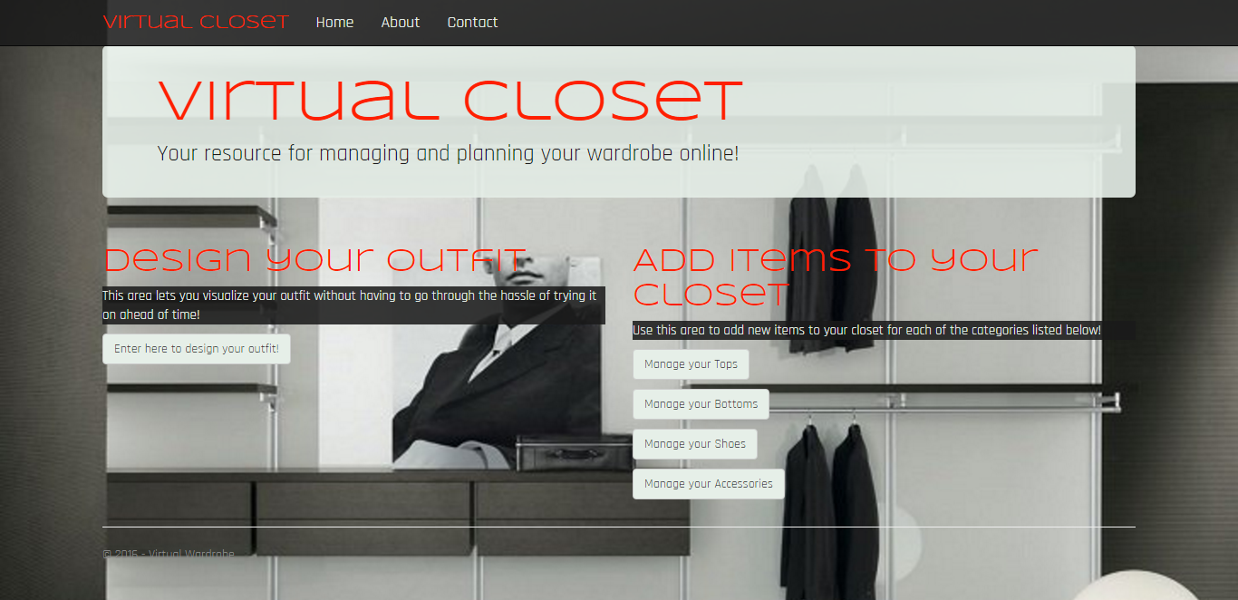 Virtual Closet Home About Contact
Virtual Closet
Your resource for managing and planning your wardrobe online!
Design your outfit
This area lets you visualize your outfit without having to go through the hassle of trying it
on ahead of time!
Enter here to design your outfit!
Add items to your
closet
Use this area to add new items to your closet for each of the categories listed below!
Manage your Tops
Manage your Bottoms
Manage your Shoes
Manage your Accessories
© 2016 - Virtual Wardrobe